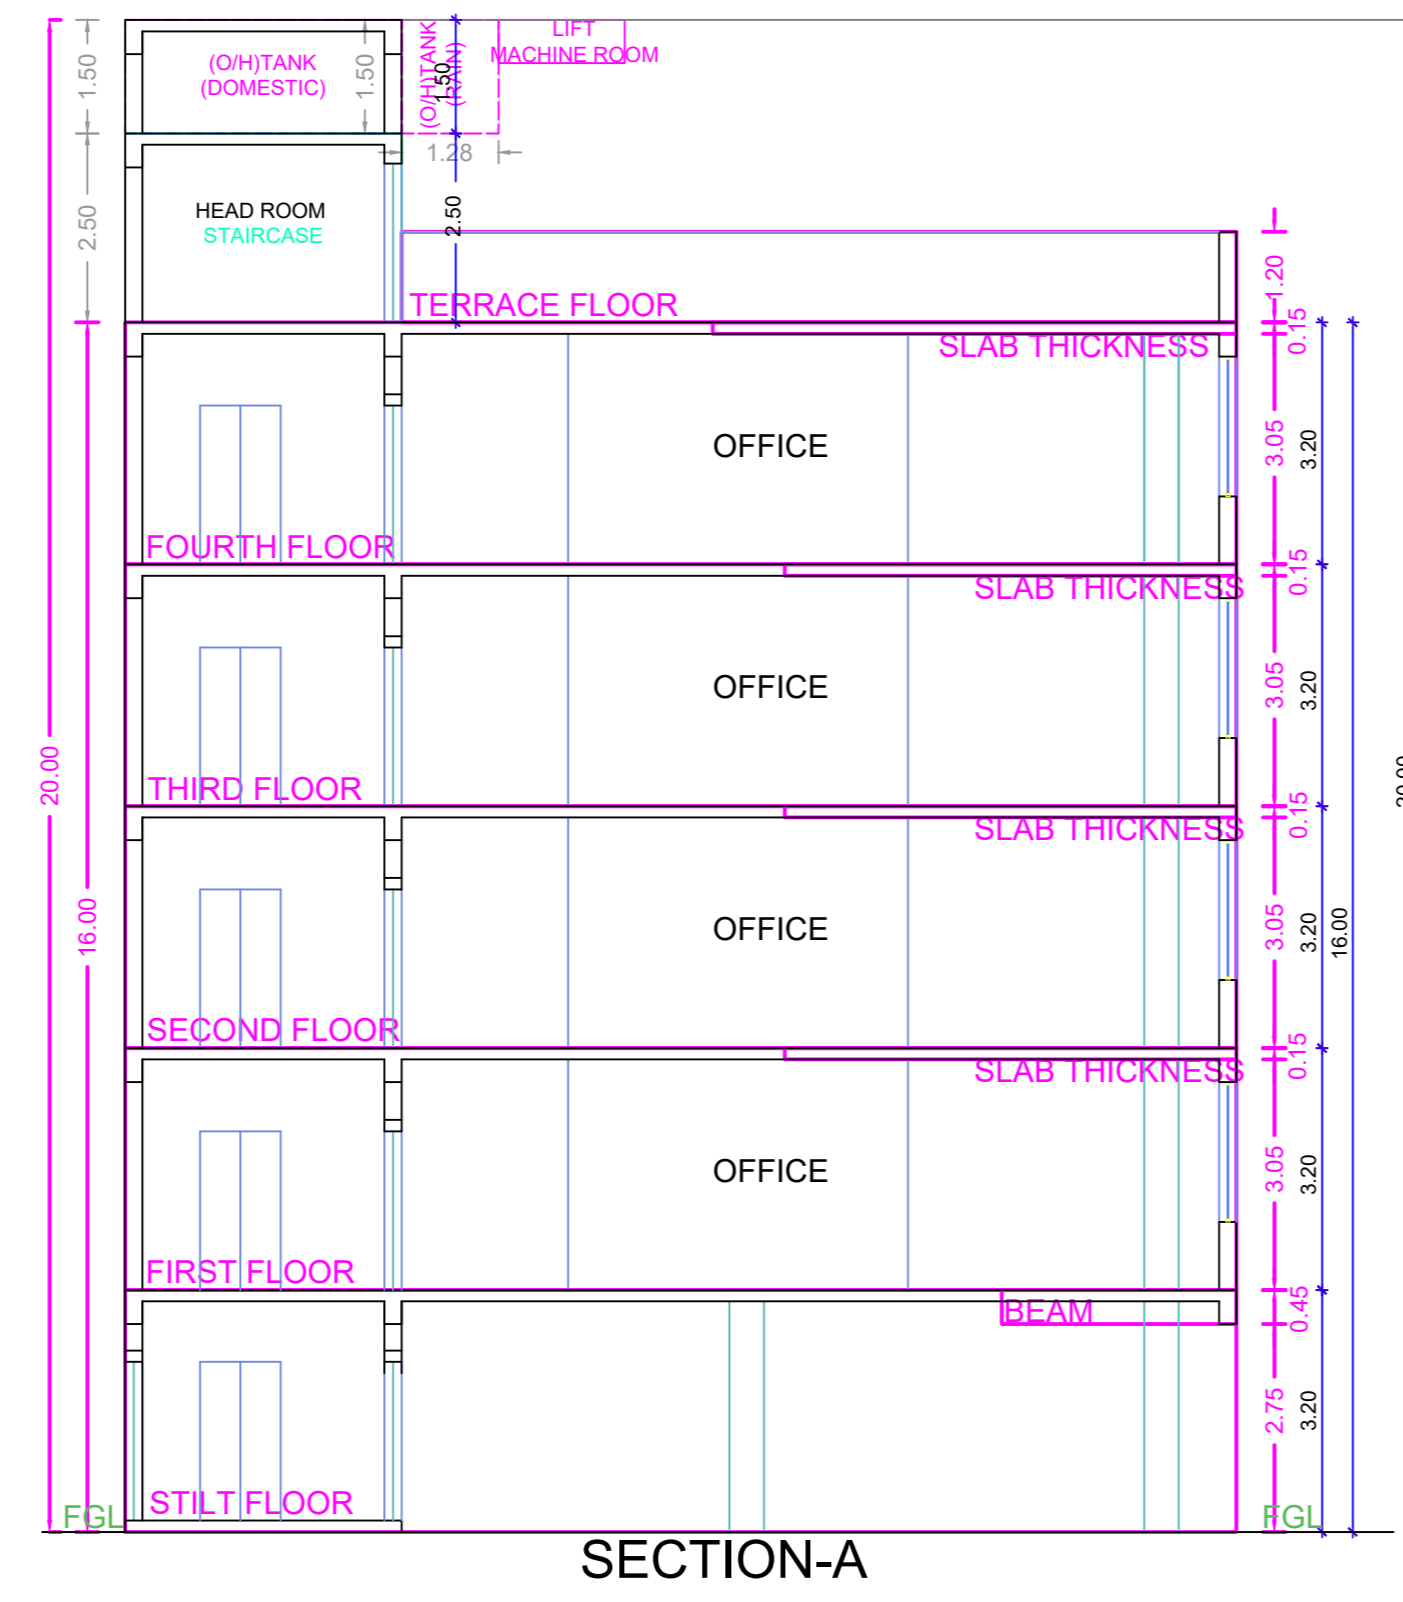 LIFT
MACHINE ROOM
(O/H)TANK
(DOMESTIC)
(O/H)TANK
(RAIN)
1.50
1.50
1.50
1.28
2.50
2.50
HEAD ROOM
STAIRCASE
TERRACE FLOOR
1.20
0.15
SLAB THICKNESS
OFFICE
3.05
3.20
FOURTH FLOOR
0.15
SLAB THICKNESS
OFFICE
3.05
3.20
20.00
THIRD FLOOR
0.15
SLAB THICKNESS
OFFICE
3.05
3.20
16.00
16.00
SECOND FLOOR
0.15
SLAB THICKNESS
OFFICE
3.05
3.20
FIRST FLOOR
0.45
BEAM
2.75
3.20
STILT FLOOR
FGL
FGL
SECTION-A